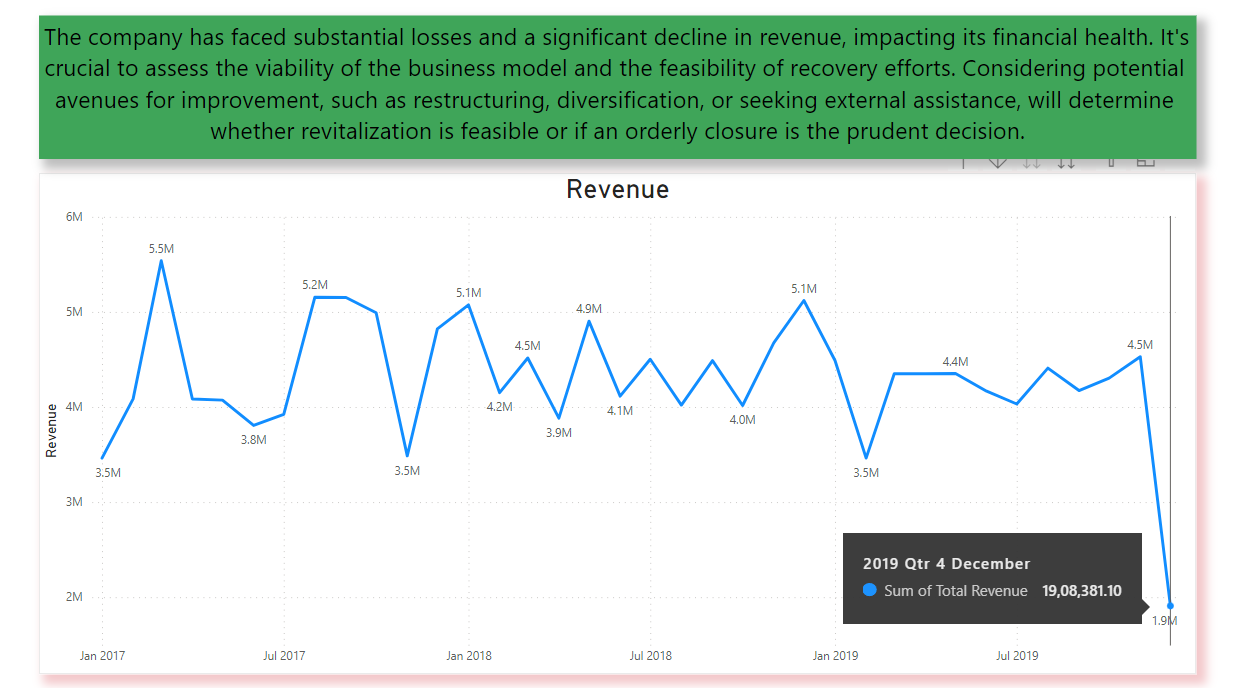 The company has faced substantial losses and a significant decline in revenue, impacting its financial health. It's
crucial to assess the viability of the business model and the feasibility of recovery efforts. Considering potential
avenues for improvement, such as restructuring, diversification, or seeking external assistance, will determine
whether revitalization is feasible or if an orderly closure is the prudent decision.
Revenue
6M
5M
4M
3M
2M
Revenue
3.5M
5.5M
3.8M
5.2M
3.5M
5.1M
4.2M
4.5M
3.9M
4.9M
4.1M
4.0M
5.1M
3.5M
4.4M
4.5M
1.9M
2019 Qtr 4 December
Sum of Total Revenue 19,08,381.10
Jan 2017 Jul 2017 Jan 2018 Jul 2018 Jan 2019 Jul 2019